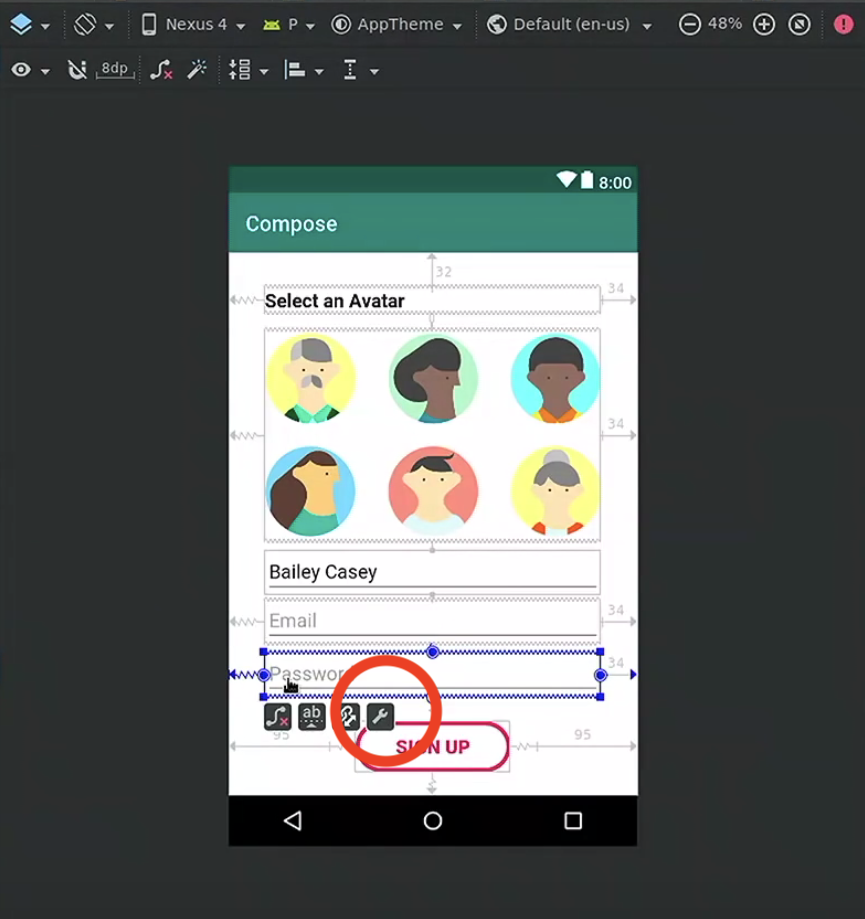 Nexus 4 P AppTheme Default (en-us) 48%
8dp
8:00
Compose
32
Select an Avatar 34
34
Bailey Casey
Email 34
Passwor 34
ab
95 SIGN UP 95